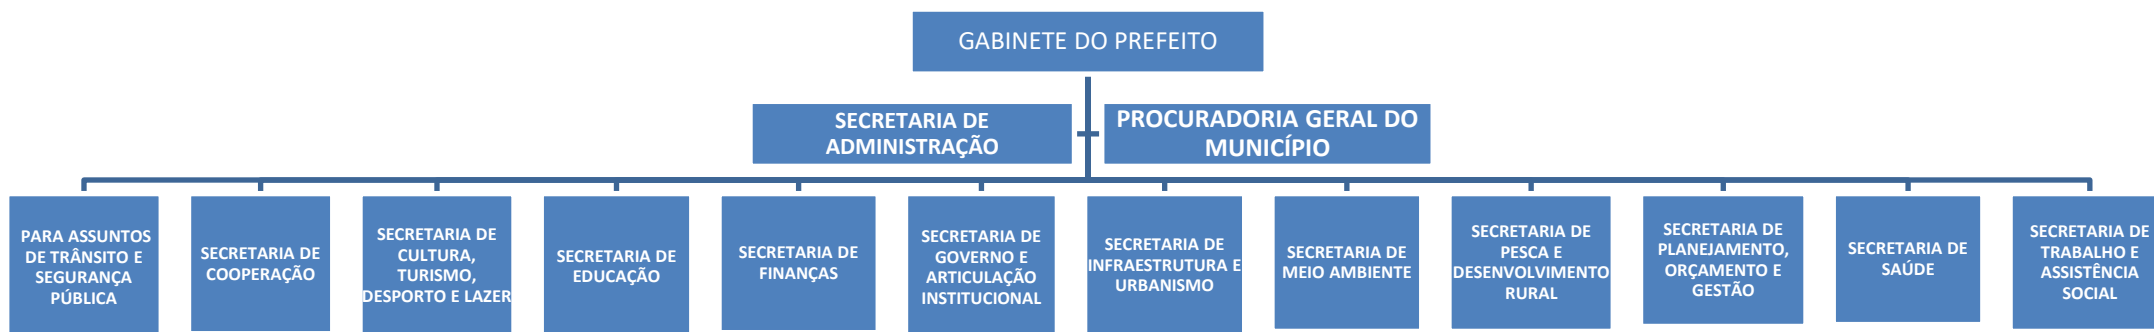 GABINETE DO PREFEITO
SECRETARIA DE
ADMINISTRAÇÃO
PROCURADORIA GERAL DO
MUNICÍPIO
PARA ASSUNTOS
DE TRÂNSITO E
SEGURANÇA
PÚBLICA
SECRETARIA DE
COOPERAÇÃO
SECRETARIA DE
CULTURA,
TURISMO,
DESPORTO E LAZER
SECRETARIA DE
EDUCAÇÃO
SECRETARIA DE
FINANÇAS
SECRETARIA DE
GOVERNO E
ARTICULAÇÃO
INSTITUCIONAL
SECRETARIA DE
INFRAESTRUTURA E
URBANISMO
SECRETARIA DE
MEIO AMBIENTE
SECRETARIA DE
PESCA E
DESENVOLVIMENTO
RURAL
SECRETARIA DE
PLANEJAMENTO,
ORÇAMENTO E
GESTÃO
SECRETARIA DE
SAÚDE
SECRETARIA DE
TRABALHO E
ASSISTÊNCIA
SOCIAL